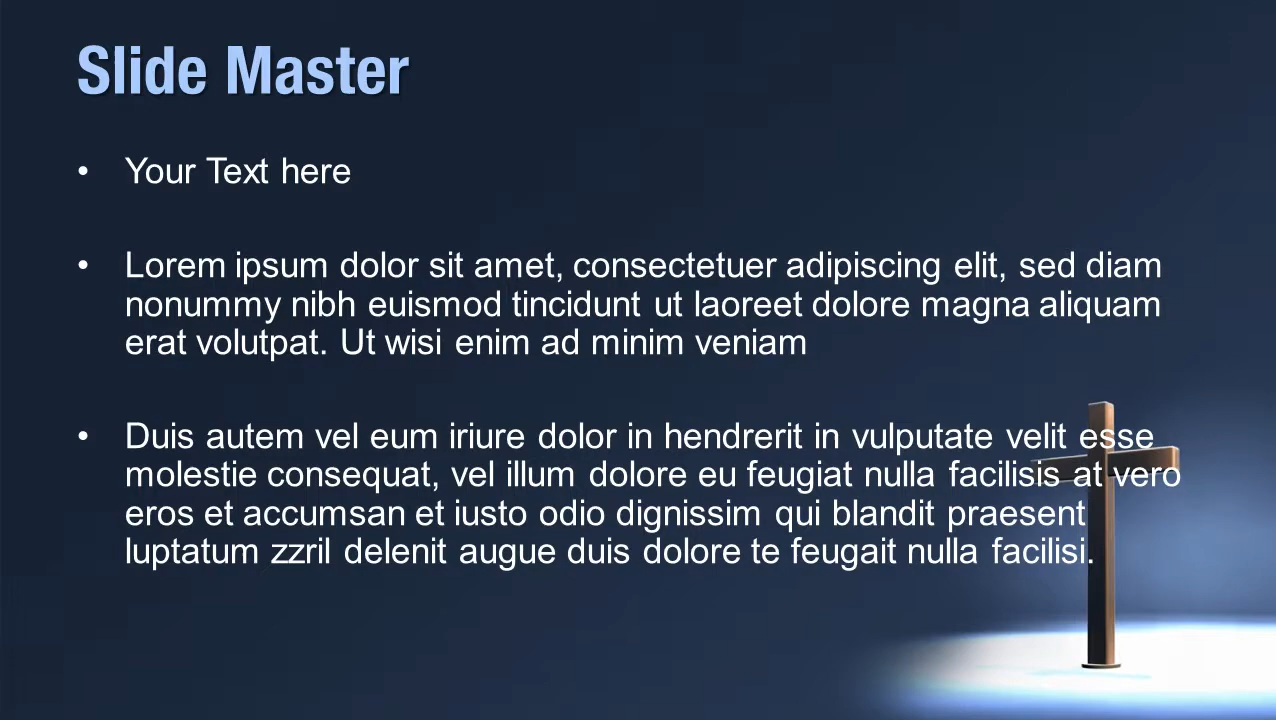 Slide Master
• Your Text here
• Lorem ipsum dolor sit amet, consectetuer adipiscing elit, sed diam
nonummy nibh euismod tincidunt ut laoreet dolore magna aliquam
erat volutpat. Ut wisi enim ad minim veniam
• Duis autem vel eum iriure dolor in hendrerit in vulputate velit esse
molestie consequat, vel illum dolore eu feugiat nulla facilisis at vero
eros et accumsan et iusto odio dignissim qui blandit praesent
luptatum zzril delenit augue duis dolore te feugait nulla facilisi.